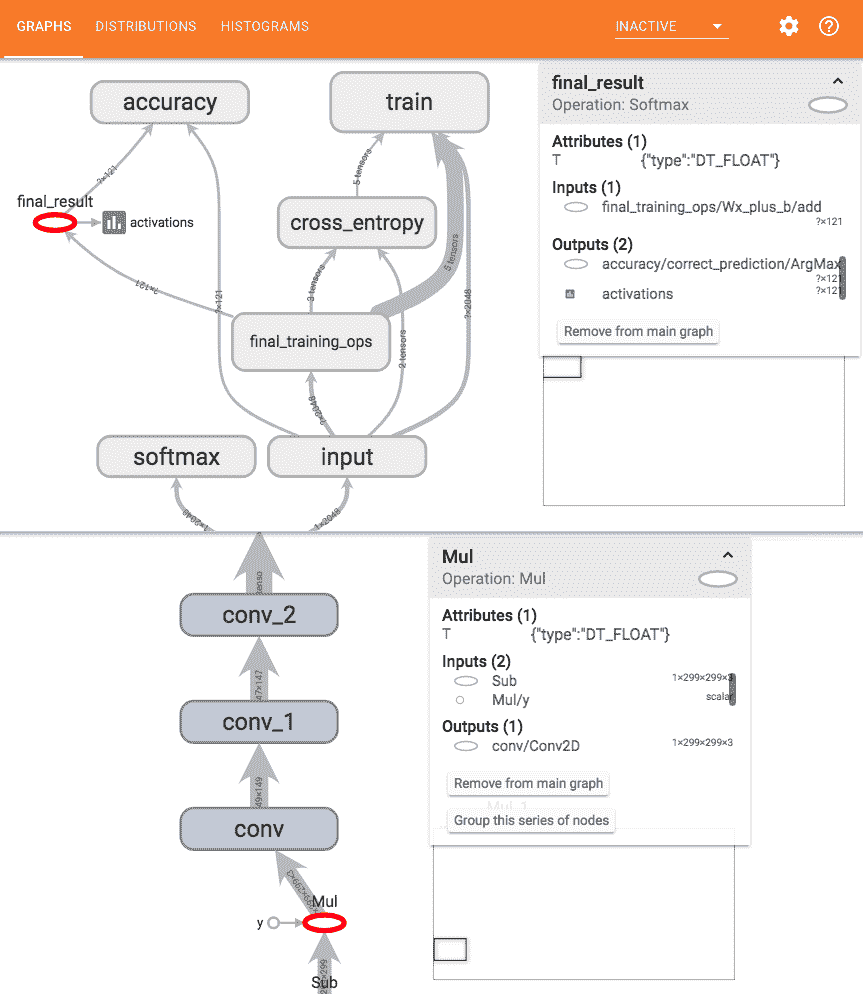 GRAPHS DISTRIBUTIONS HISTOGRAMS INACTIVE
accuracy
train
?×121
5 tensors
final_result
activations
cross_entropy
?×121
3 tensors
5 tensors
?×121
?×2048
final_training_ops
2 tensors
?×2048
softmax
input
1×2048
1×2048
final_result
Operation: Softmax
Attributes (1)
T {"type":"DT_FLOAT"}
Inputs (1)
final_training_ops/Wx_plus_b/add
?×121
Outputs (2)
accuracy/correct_prediction/ArgMax
?×121
activations ?×121
Remove from main graph
conv_2
47×147
conv_1
49×149
conv
Mul
y
Sub
Mul
Operation: Mul
Attributes (1)
T {"type":"DT_FLOAT"}
Inputs (2)
Sub 1×299×299×3
Mul/y scalar
Outputs (1)
conv/Conv2D 1×299×299×3
Remove from main graph
Mul_1
Group this series of nodes